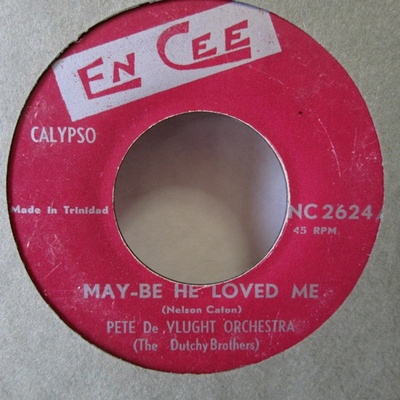 EN CEE
CALYPSO
Made in Trinidad
NC 2624
45 RPM.
MAY-BE HE LOVED ME
(Nelson Caton)
PETE De VLUGHT ORCHESTRA
(The Dutchy Brothers)